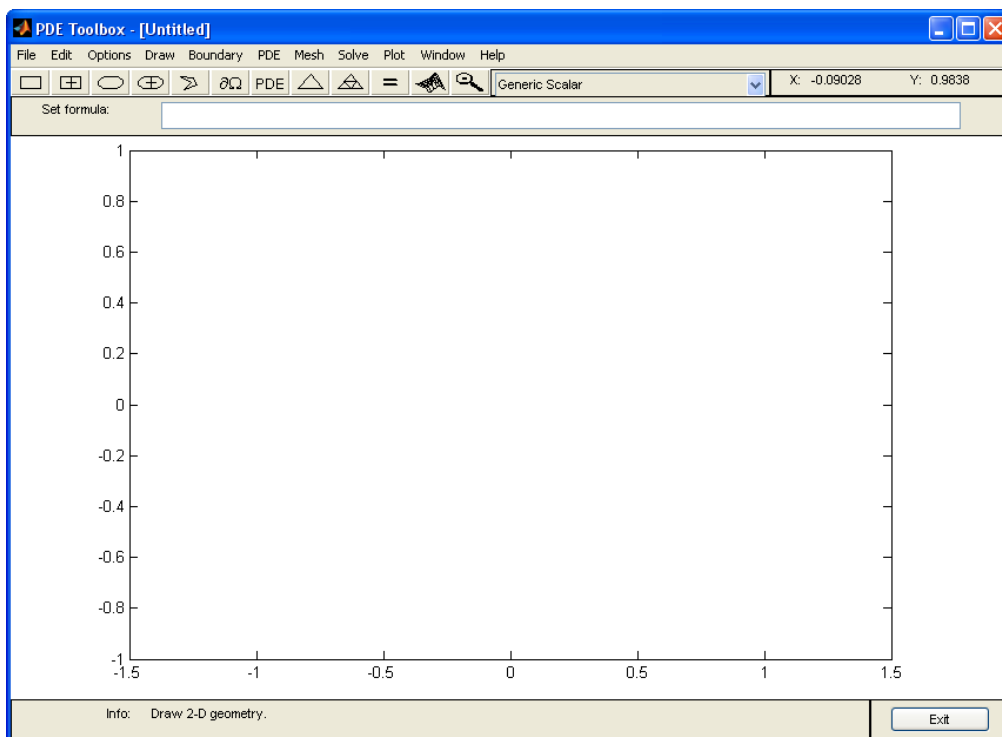 PDE Toolbox - [Untitled]
File Edit Options Draw Boundary PDE Mesh Solve Plot Window Help
∂Ω PDE = Generic Scalar X: -0.09028 Y: 0.9838
Set formula:
1
0.8
0.6
0.4
0.2
0
-0.2
-0.4
-0.6
-0.8
-1
-1.5 -1 -0.5 0 0.5 1 1.5
Info: Draw 2-D geometry. Exit